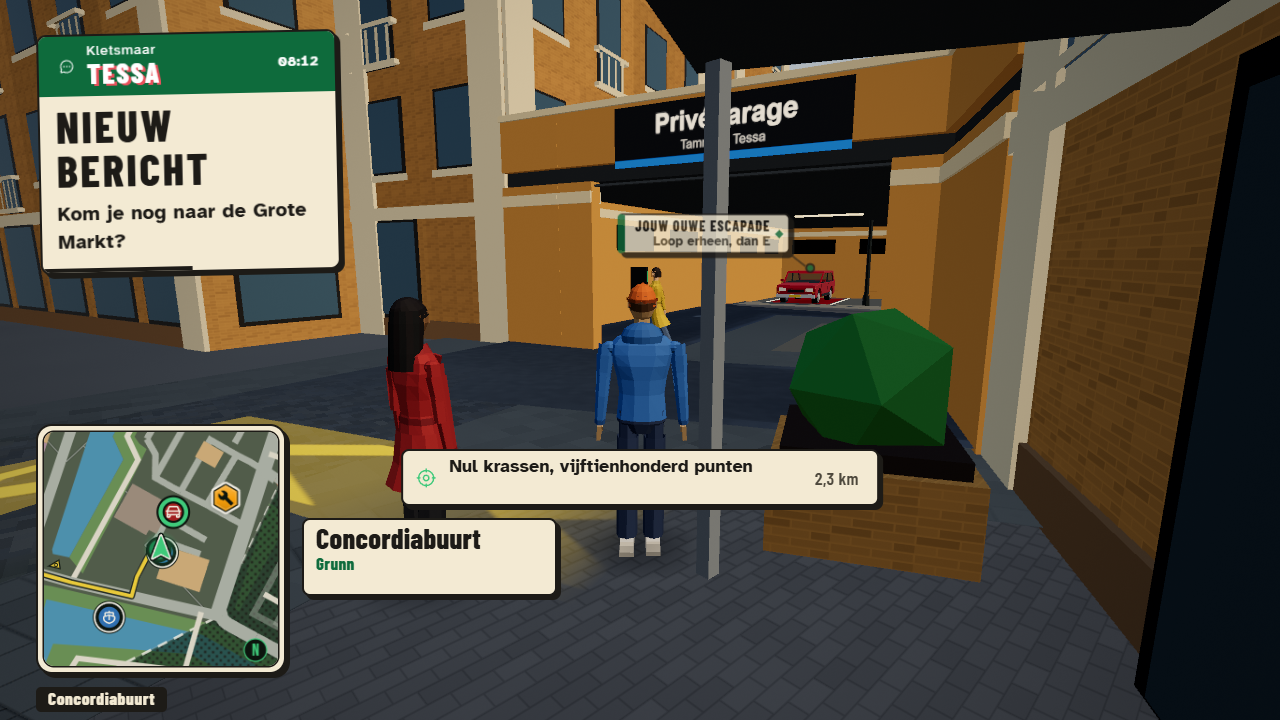 Kletsmaar
TESSA
08:12
NIEUW
BERICHT
Kom je nog naar de Grote
Markt?
Tessa
JOUW OUWE ESCAPADE
Loop erheen, dan E
Nul krassen, vijftienhonderd punten
2,3 km
Concordiabuurt
Grunn
N
Concordiabuurt